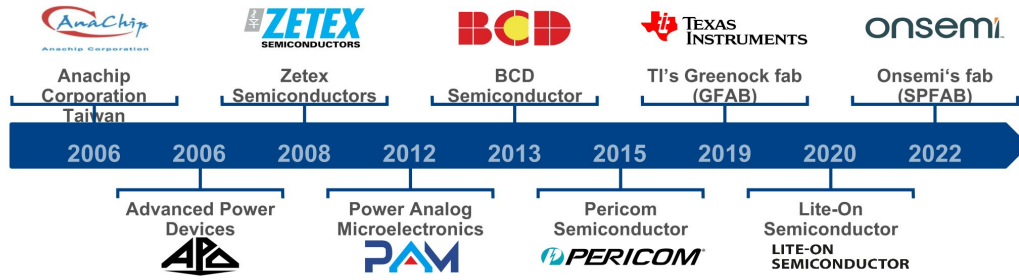 AnaChip
Anachip Corporation
ZETEX
SEMICONDUCTORS
BCD
TEXAS
INSTRUMENTS
onsemi
Anachip
Corporation
Taiwan
Zetex
Semiconductors
BCD
Semiconductor
TI's Greenock fab
(GFAB)
Onsemi‘s fab
(SPFAB)
2006 2006 2008 2012 2013 2015 2019 2020 2022
Advanced Power
Devices
Power Analog
Microelectronics
Pericom
Semiconductor
Lite-On
Semiconductor
APD
PAM
PERICOM
LITE-ON
SEMICONDUCTOR